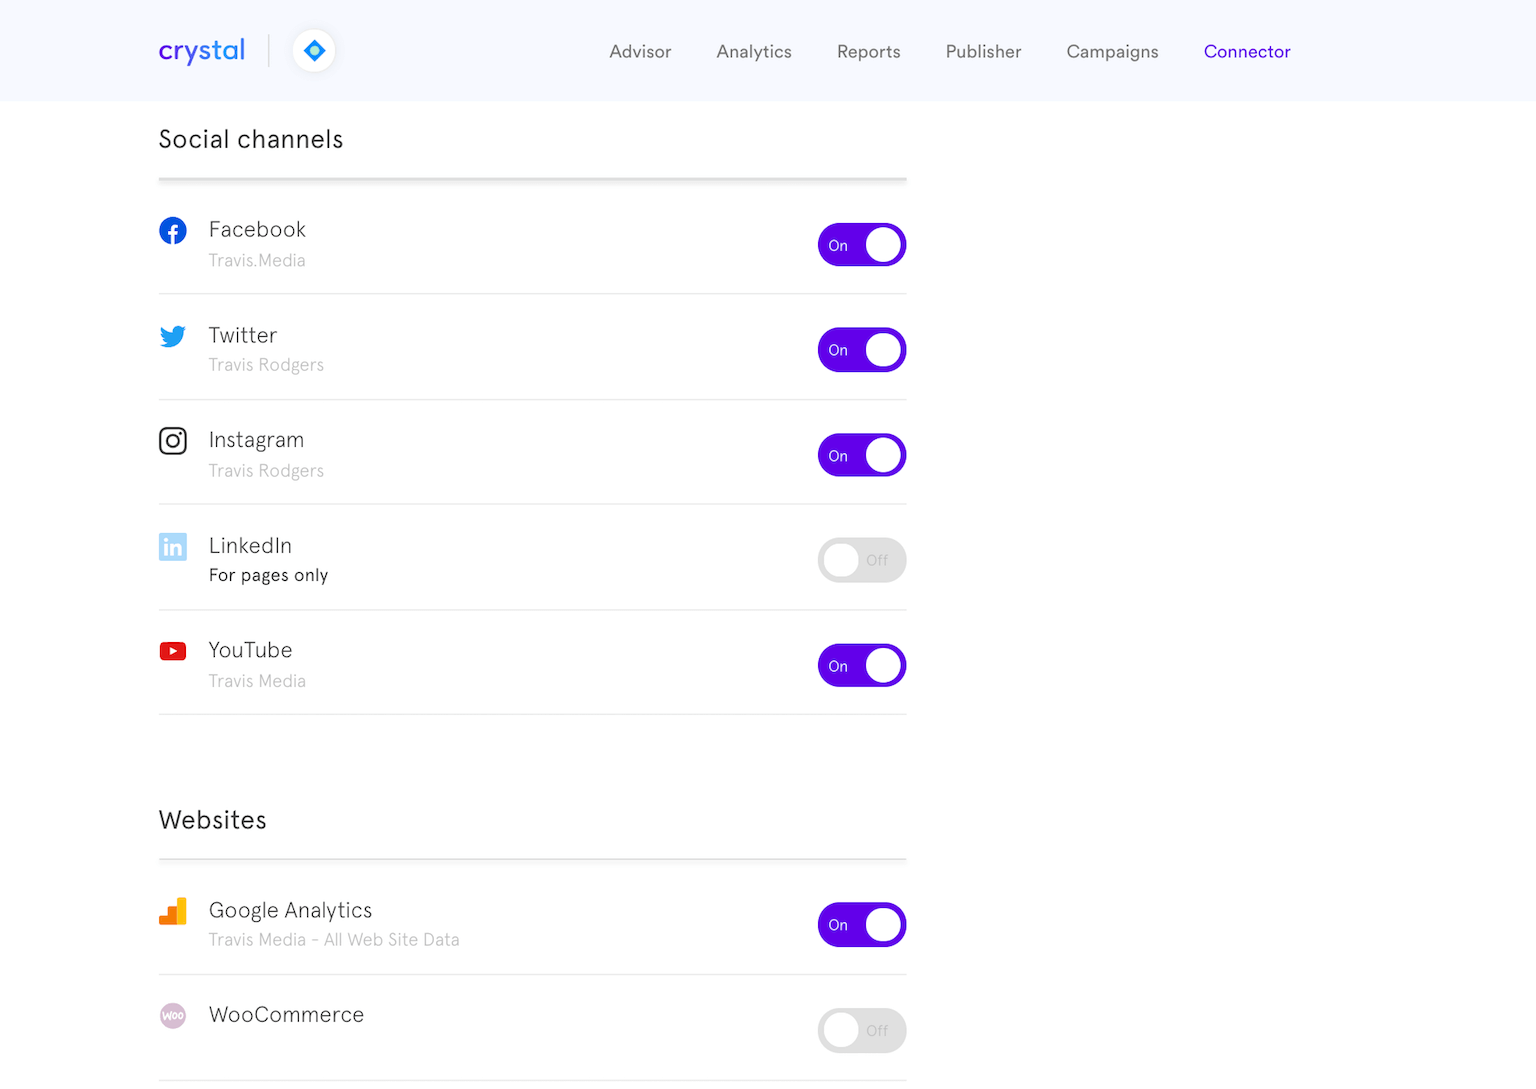 crystal
Advisor Analytics Reports Publisher Campaigns Connector
Social channels
Facebook
On
Travis.Media
Twitter
On
Travis Rodgers
Instagram
On
Travis Rodgers
in LinkedIn
Off
For pages only
YouTube
On
Travis Media
Websites
Google Analytics
On
Travis Media - All Web Site Data
Woo WooCommerce
Off